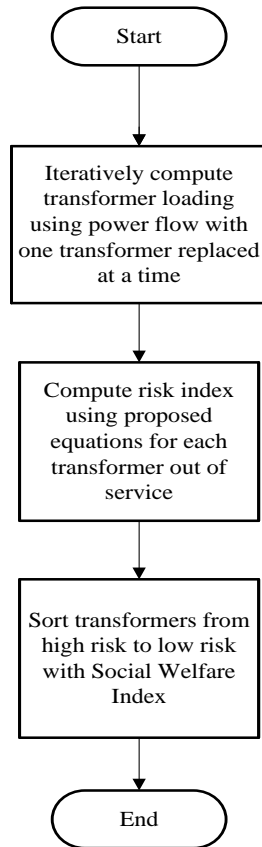 Start
Iteratively compute
transformer loading
using power flow with
one transformer replaced
at a time
Compute risk index
using proposed
equations for each
transformer out of
service
Sort transformers from
high risk to low risk
with Social Welfare
Index
End